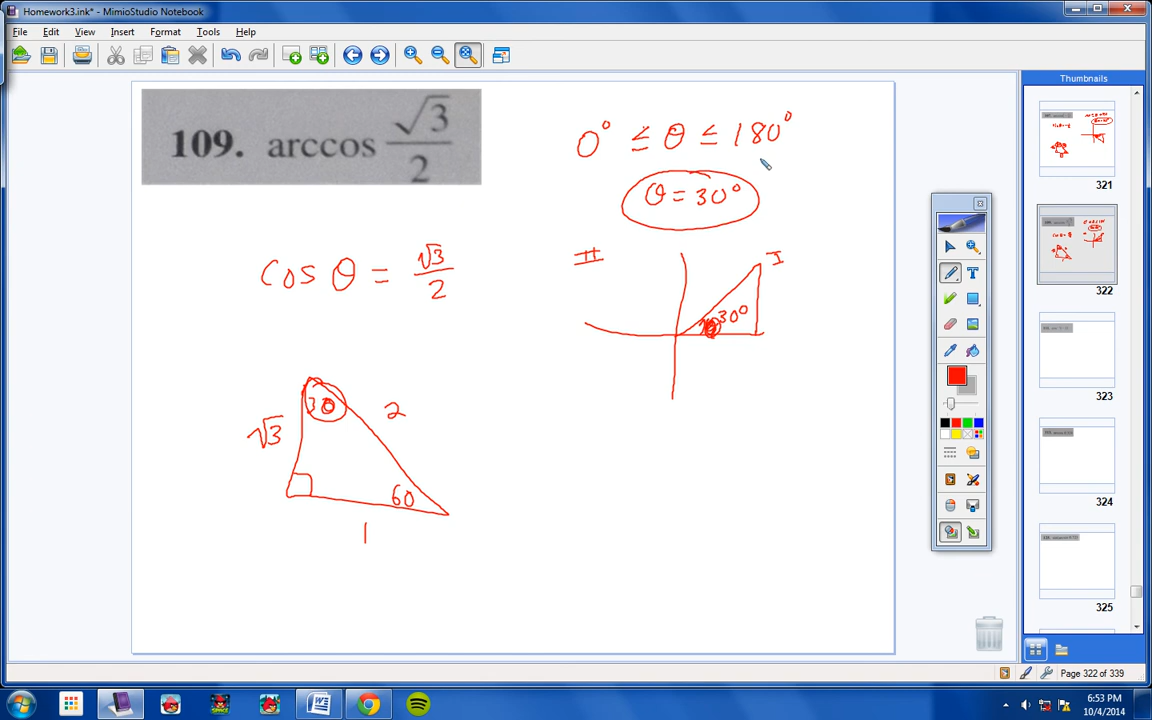 Homework3.ink* - MimioStudio Notebook
File Edit View Insert Format Tools Help
Thumbnails
109. arccos √3/2
0° ≤ θ ≤ 180°
θ = 30°
II
I
30°
cos θ = √3/2
30
2
√3
60
1
321
322
323
324
325
Page 322 of 339
6:53 PM
10/4/2014